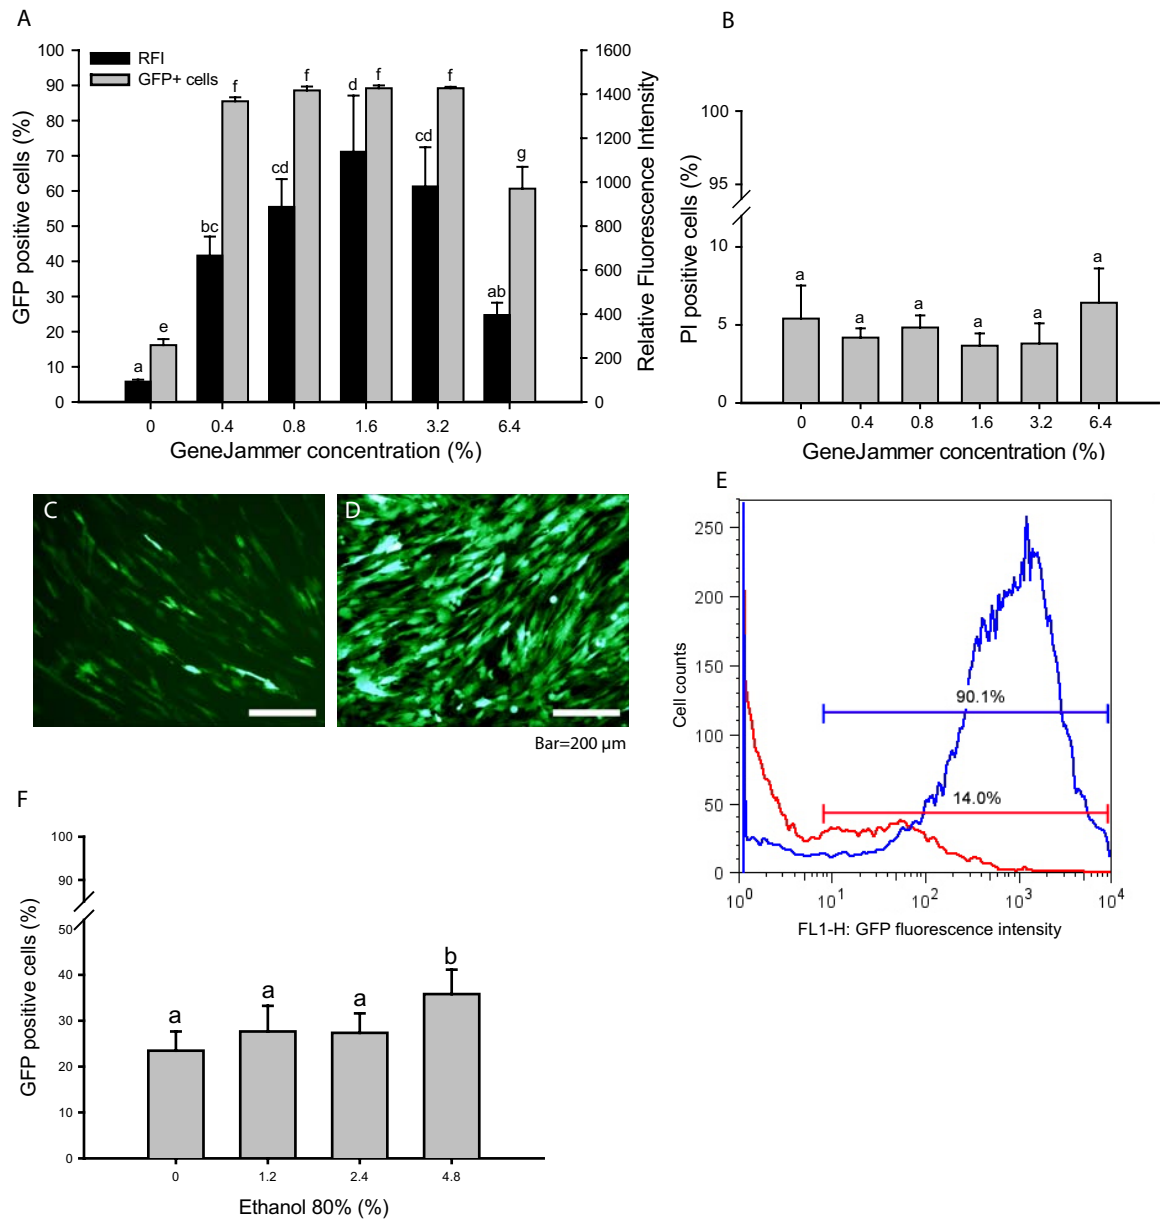 A
RFI
GFP+ cells
GFP positive cells (%)
100
90
80
70
60
50
40
30
20
10
0
1600
1400
1200
1000
800
600
400
200
0
Relative Fluorescence Intensity
a
e
bc
f
cd
f
d
f
cd
f
ab
g
0 0.4 0.8 1.6 3.2 6.4
GeneJammer concentration (%)
B
PI positive cells (%)
100
95
10
5
0
a a a a a a
0 0.4 0.8 1.6 3.2 6.4
GeneJammer concentration (%)
C
D
Bar=200 µm
E
Cell counts
250
200
150
100
50
0
90.1%
14.0%
10⁰ 10¹ 10² 10³ 10⁴
FL1-H: GFP fluorescence intensity
F
GFP positive cells (%)
100
90
50
40
30
20
10
0
a a a b
0 1.2 2.4 4.8
Ethanol 80% (%)